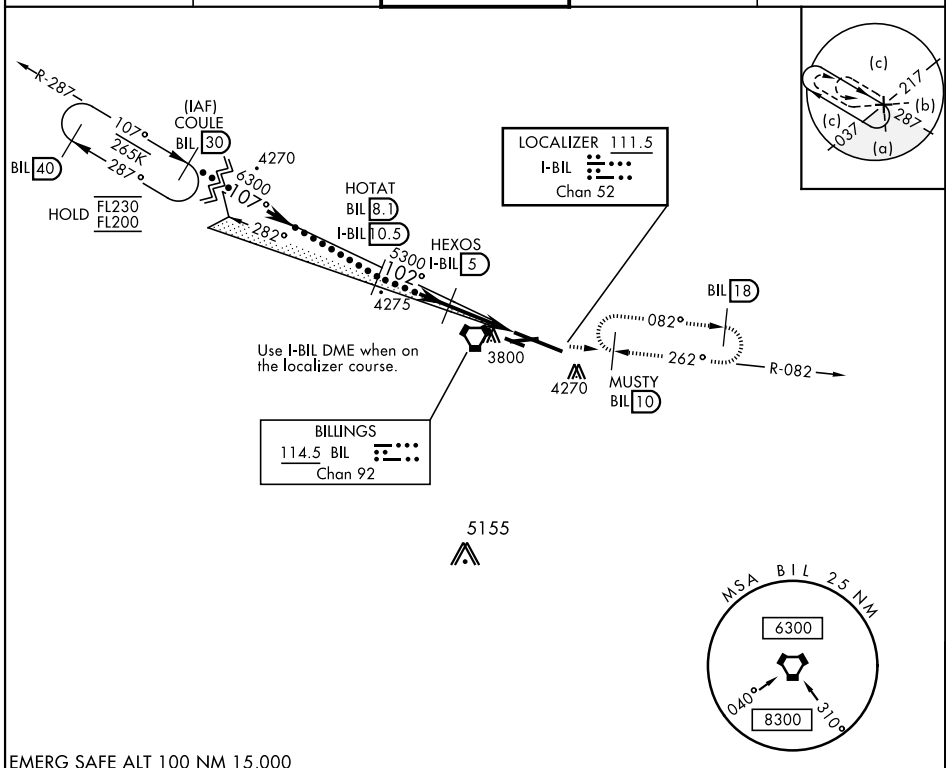 R-287
107°
265K
287°
BIL 40
HOLD FL230
FL200
(IAF)
COULE
BIL 30
4270
6300
107°
282°
HOTAT
BIL 8.1
I-BIL 10.5
HEXOS
I-BIL 5
5300
102°
4275
3800
4270
Use I-BIL DME when on
the localizer course.
LOCALIZER 111.5
I-BIL
Chan 52
BIL 18
082°
262°
R-082
MUSTY
BIL 10
BILLINGS
114.5 BIL
Chan 92
5155
(c)
217
(b)
287
(c)
037
(a)
MSA BIL 25 NM
6300
040°
310°
8300
EMERG SAFE ALT 100 NM 15,000